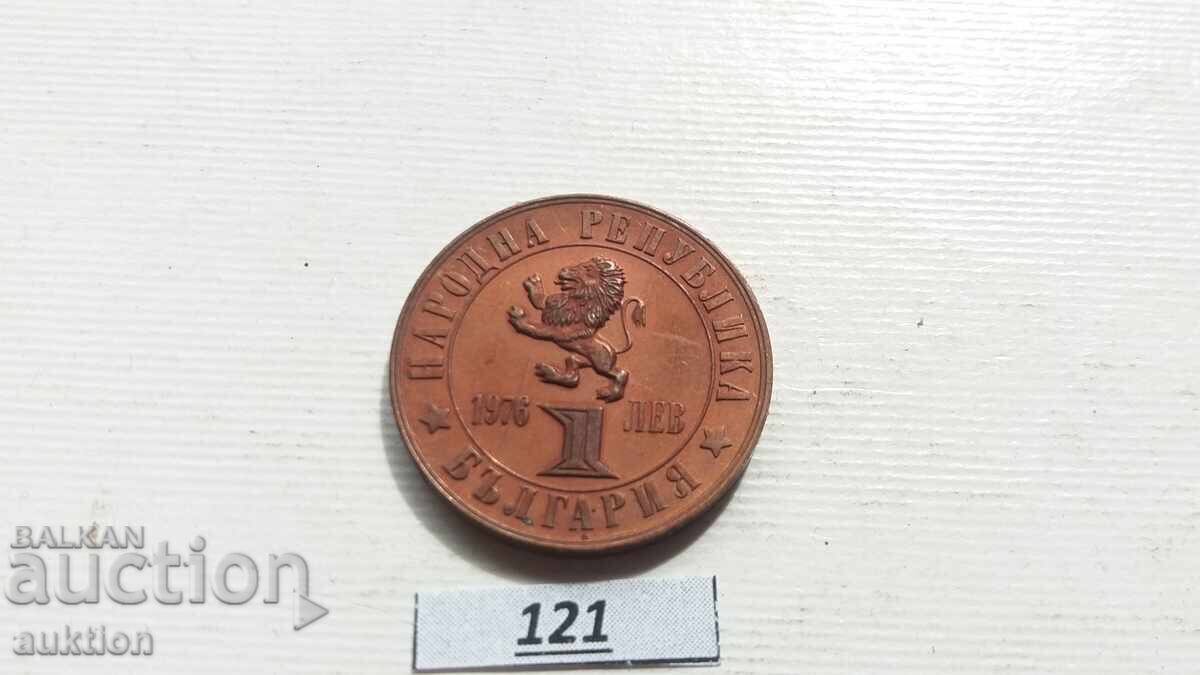 НАРОДНА РЕПУБЛИКА
1976 1 ЛЕВ
БЪЛГАРИЯ
BALKAN
auction
auktion
121